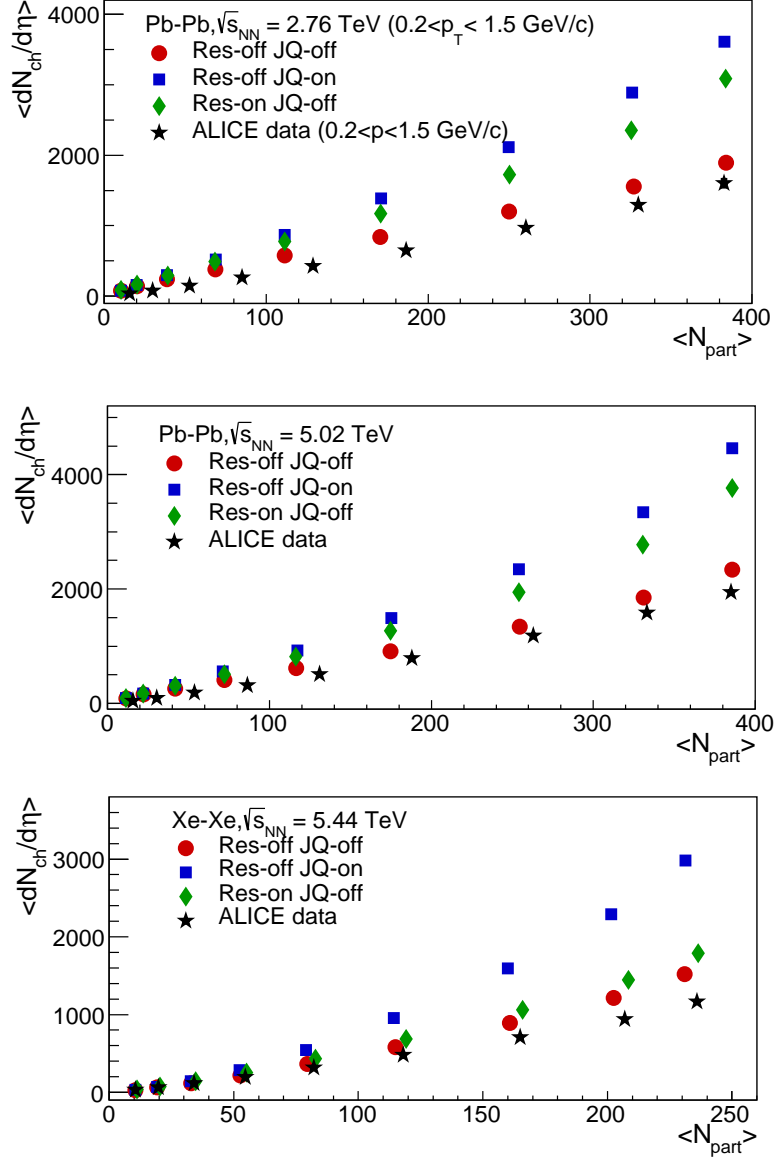 <dN_ch/dη>
Pb-Pb,√s_NN = 2.76 TeV (0.2<p_T< 1.5 GeV/c)
Res-off JQ-off
Res-off JQ-on
Res-on JQ-off
ALICE data (0.2<p<1.5 GeV/c)
4000
2000
0
0 100 200 300 400
<N_part>
<dN_ch/dη>
Pb-Pb,√s_NN = 5.02 TeV
Res-off JQ-off
Res-off JQ-on
Res-on JQ-off
ALICE data
4000
2000
0
0 100 200 300 400
<N_part>
<dN_ch/dη>
Xe-Xe,√s_NN = 5.44 TeV
Res-off JQ-off
Res-off JQ-on
Res-on JQ-off
ALICE data
3000
2000
1000
0
0 50 100 150 200 250
<N_part>